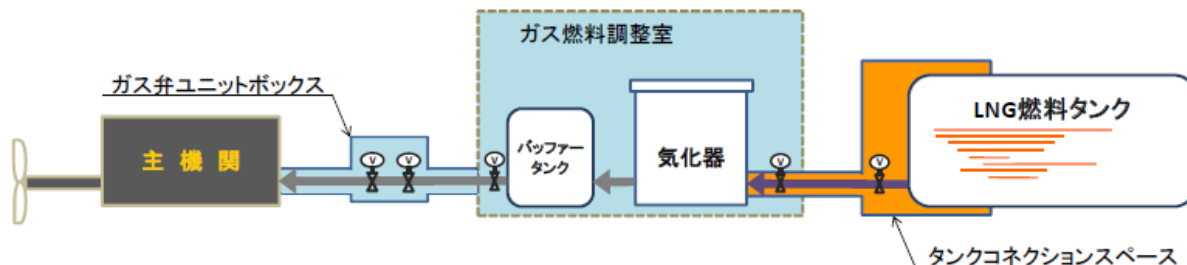 ガス燃料調整室
ガス弁ユニットボックス
LNG燃料タンク
主機関
バッファー
タンク
気化器
V
V
V
V
V
タンクコネクションスペース